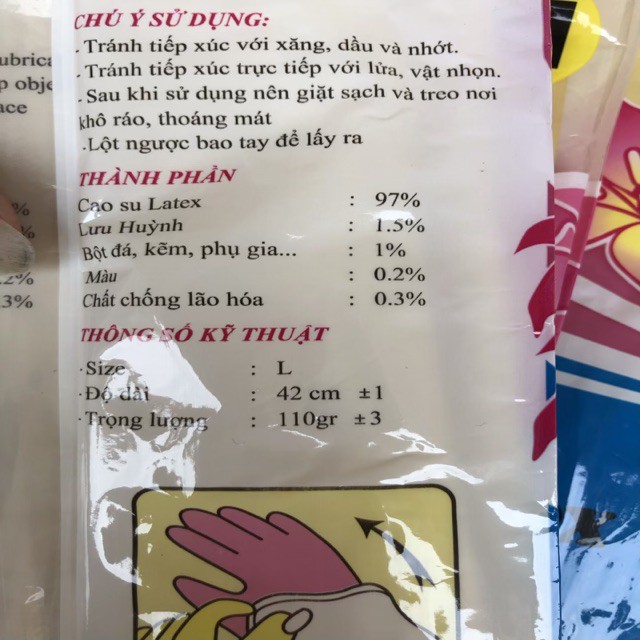 CHÚ Ý SỬ DỤNG:
. Tránh tiếp xúc với xăng, dầu và nhớt.
. Tránh tiếp xúc trực tiếp với lửa, vật nhọn.
. Sau khi sử dụng nên giặt sạch và treo nơi
khô ráo, thoáng mát
.Lột ngược bao tay để lấy ra
THÀNH PHẦN
Cao su Latex : 97%
Lưu Huỳnh : 1.5%
Bột đá, kẽm, phụ gia... : 1%
Màu : 0.2%
Chất chống lão hóa : 0.3%
THÔNG SỐ KỸ THUẬT
.Size : L
.Độ dài : 42 cm ±1
.Trọng lượng : 110gr ±3